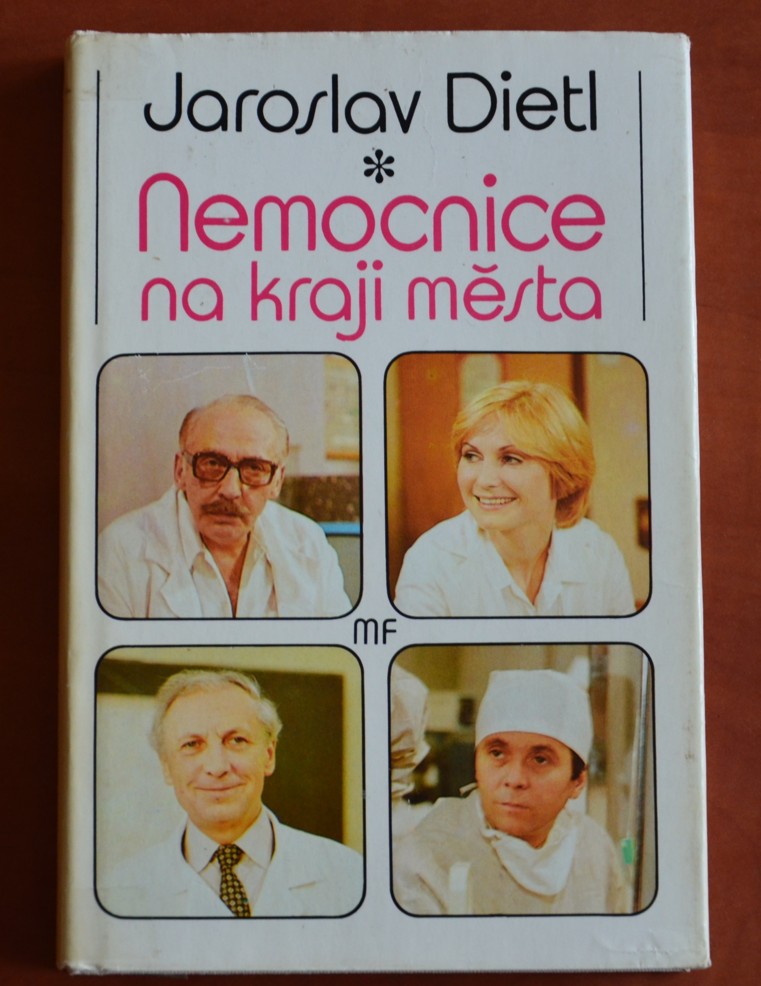 Jaroslav Dietl
*
Nemocnice
na kraji města
MF